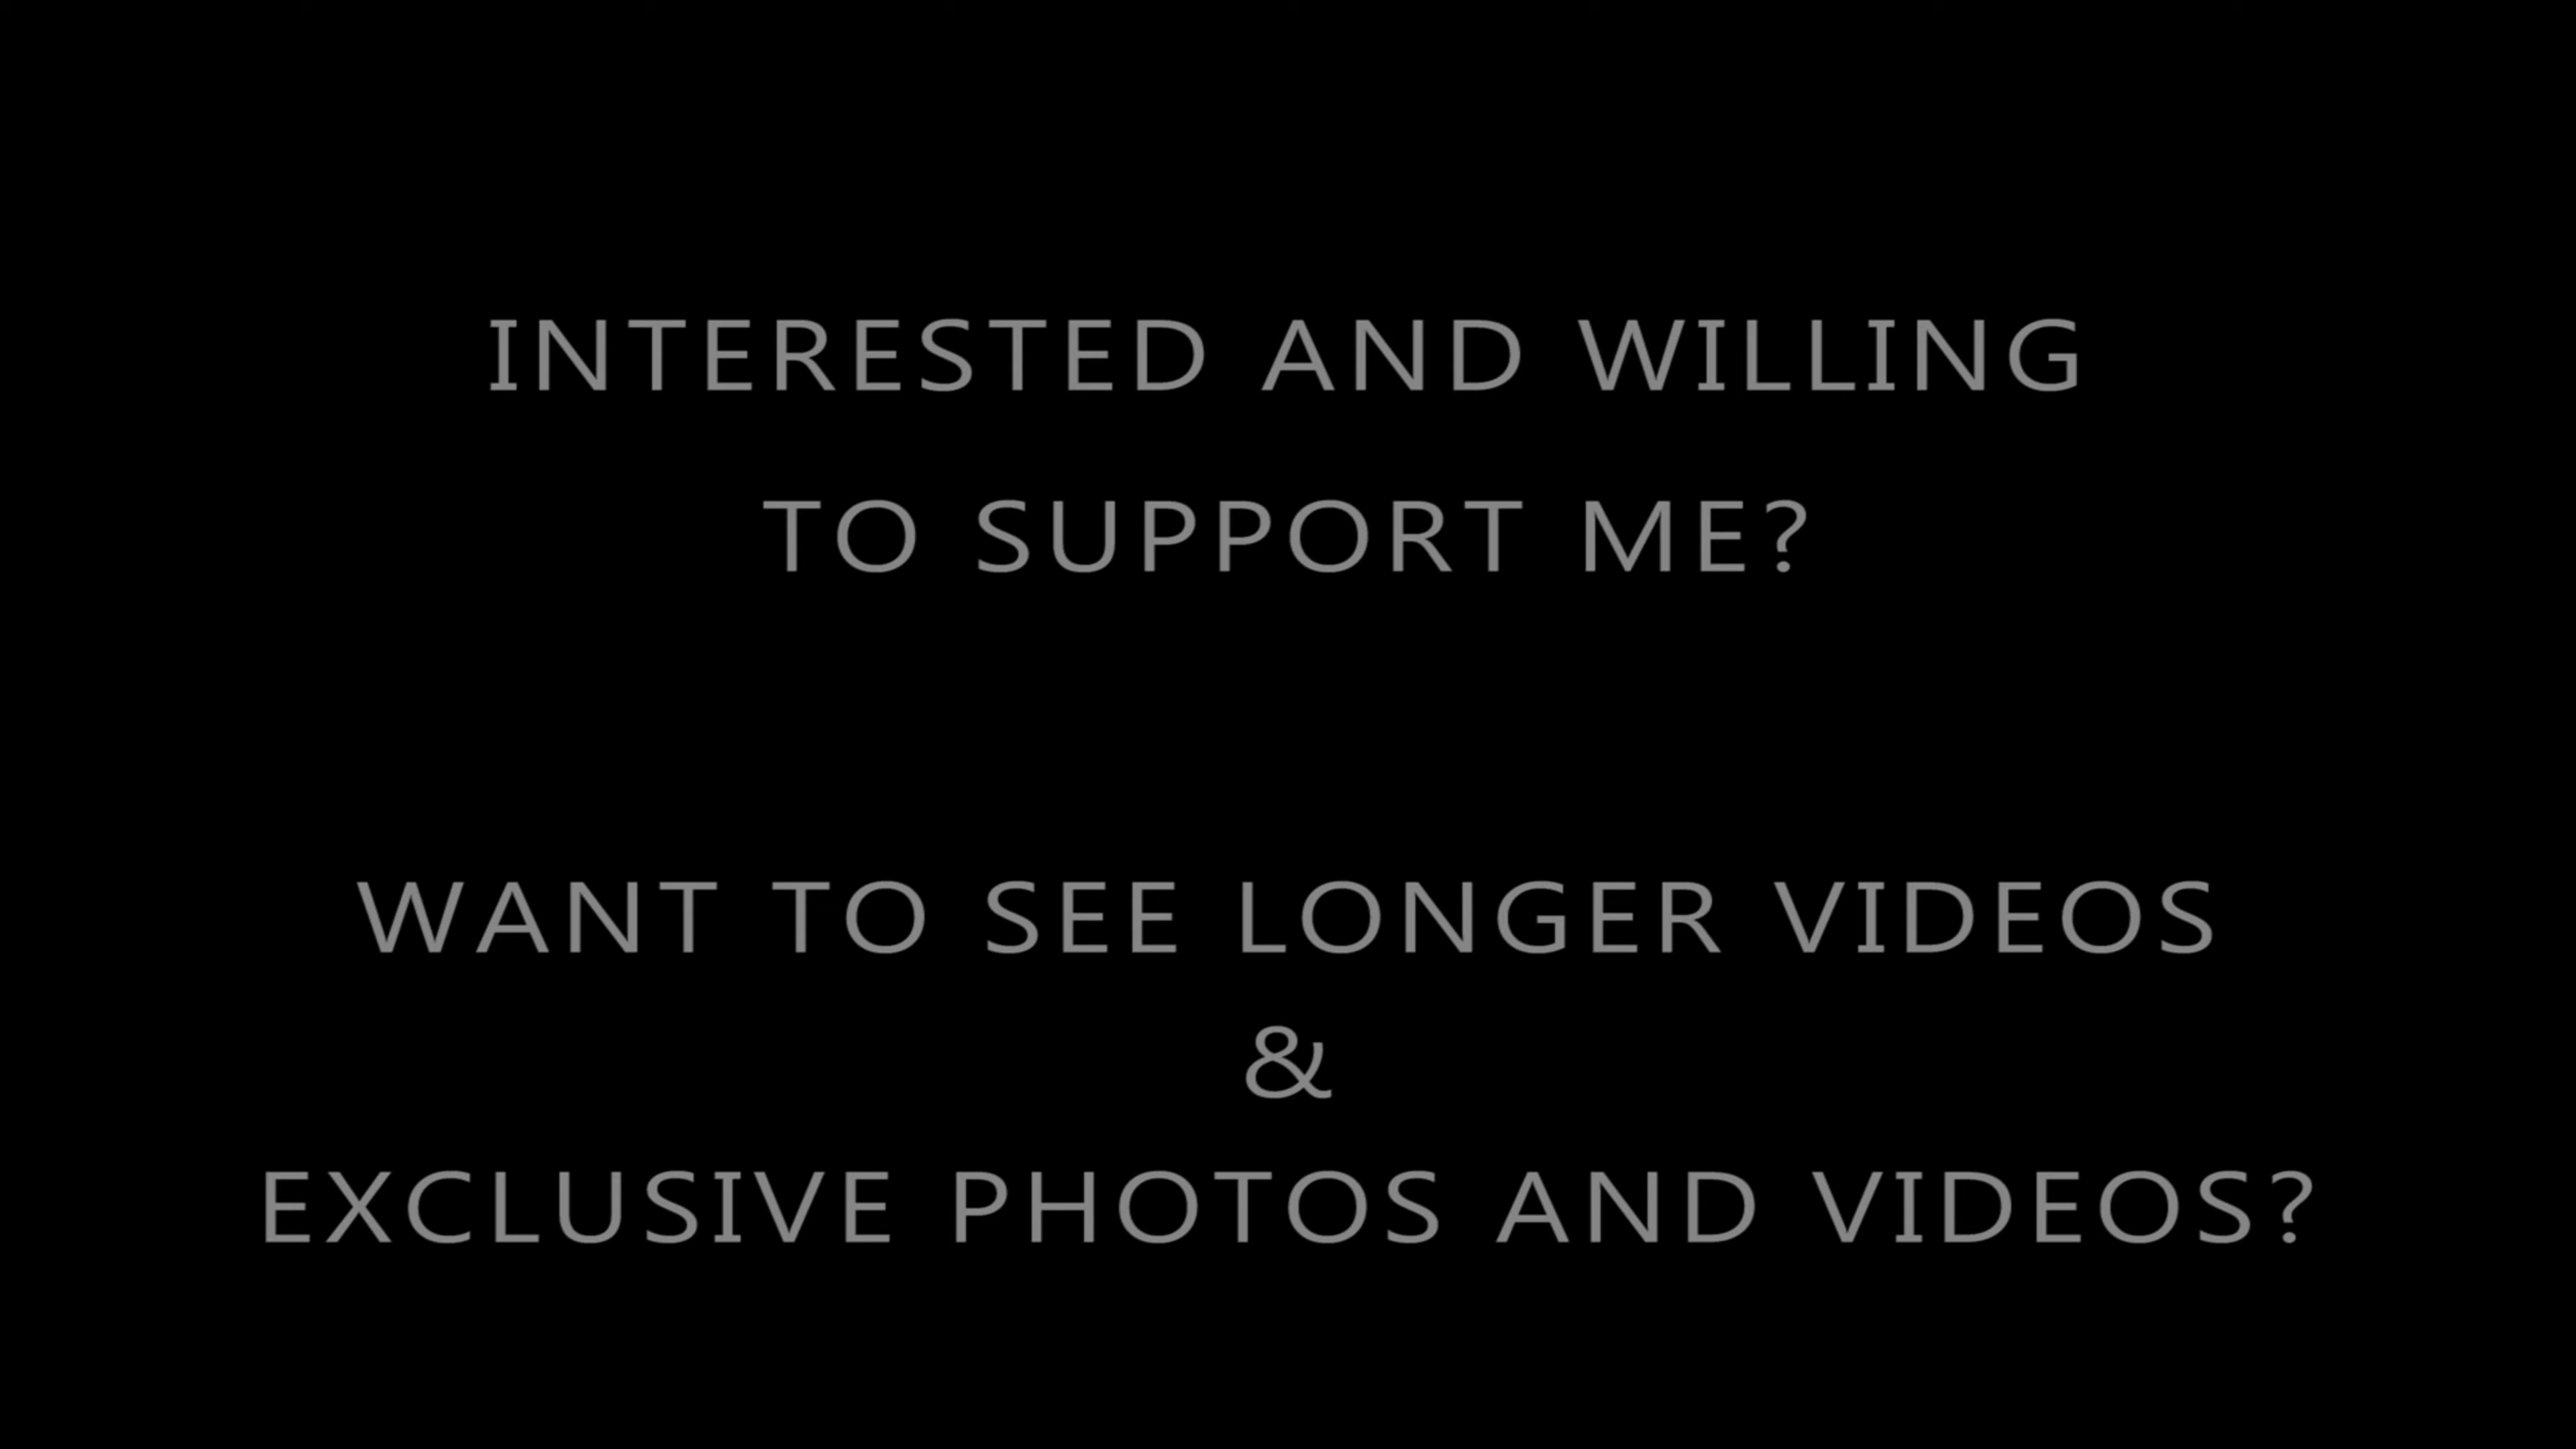 INTERESTED AND WILLING
TO SUPPORT ME?
WANT TO SEE LONGER VIDEOS
&
EXCLUSIVE PHOTOS AND VIDEOS?